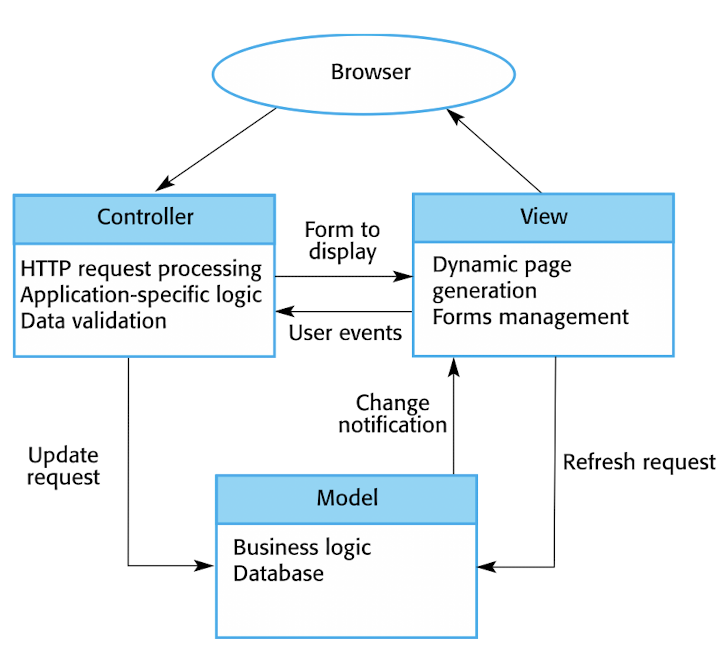 Browser
Controller
HTTP request processing
Application-specific logic
Data validation
Form to
display
User events
View
Dynamic page
generation
Forms management
Update
request
Change
notification
Refresh request
Model
Business logic
Database